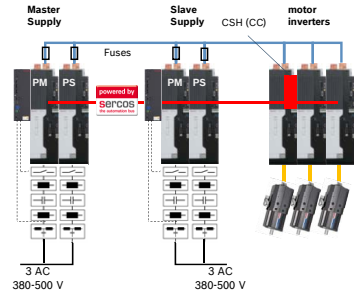 Master
Supply
Slave
Supply
motor
inverters
CSH (CC)
Fuses
PM
PS
PM
PS
powered by
sercos
the automation bus
3 AC
380-500 V
3 AC
380-500 V